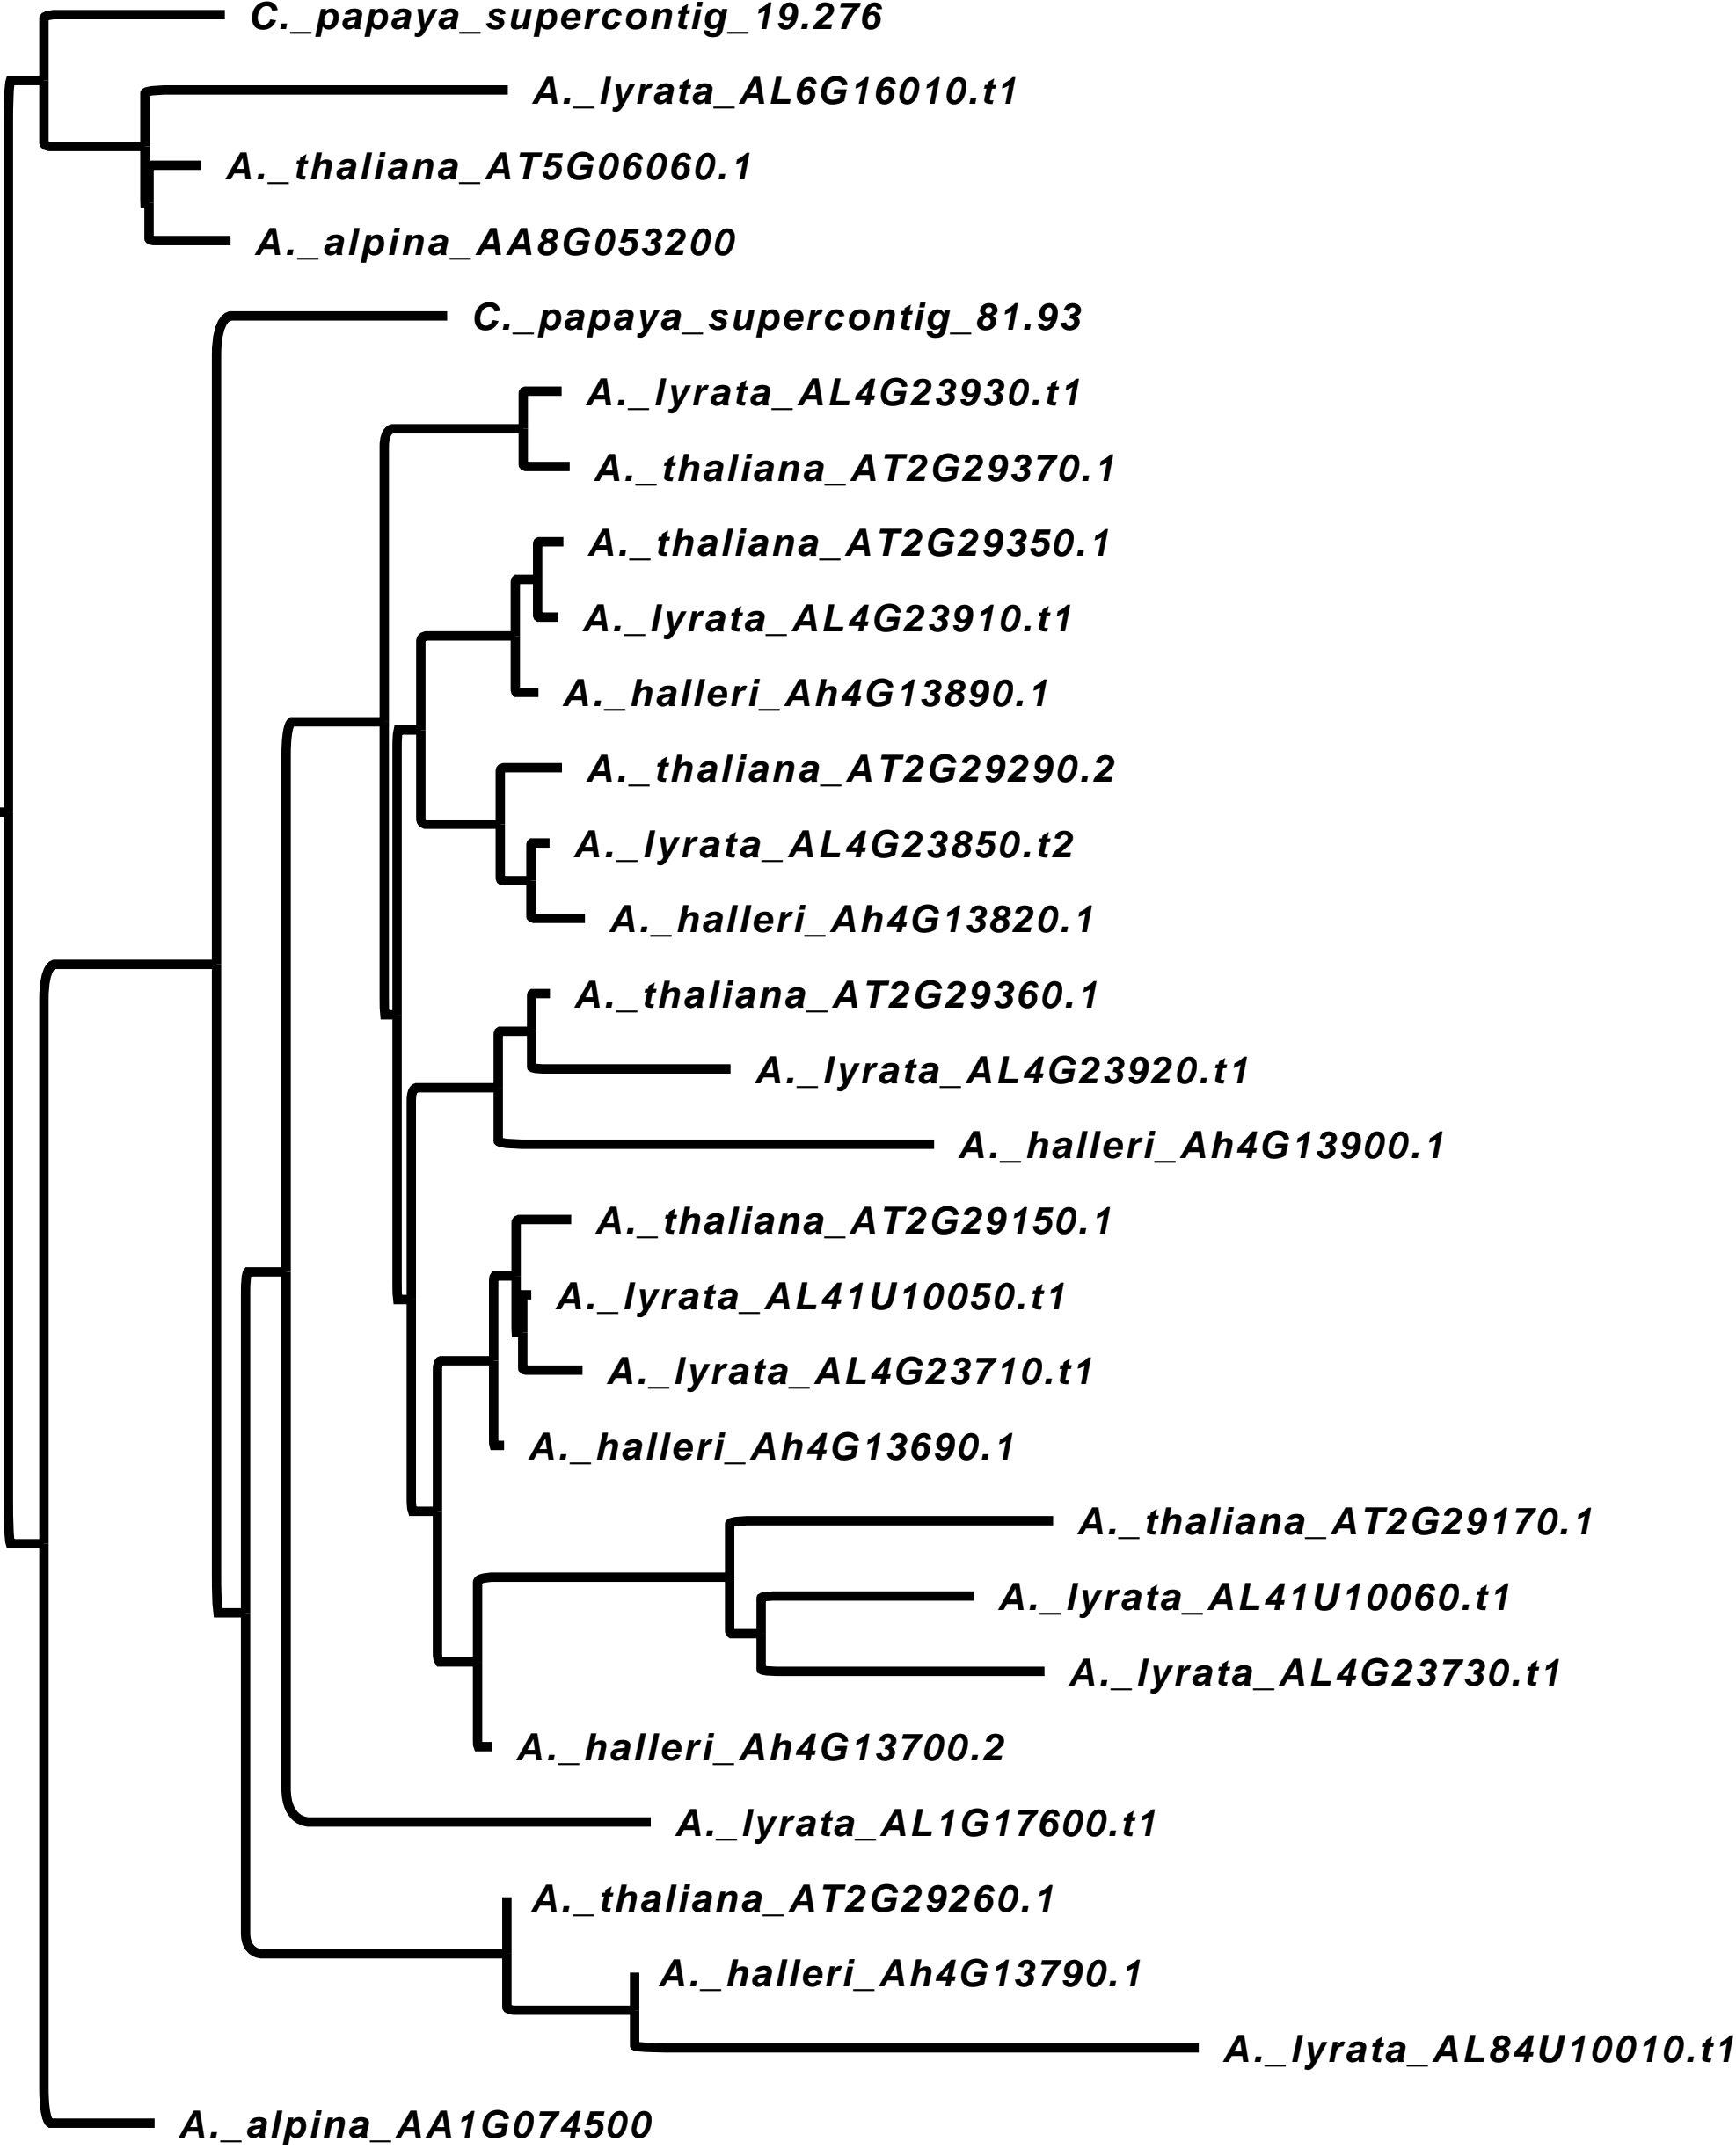 C._papaya_supercontig_19.276
A._lyrata_AL6G16010.t1
A._thaliana_AT5G06060.1
A._alpina_AA8G053200
C._papaya_supercontig_81.93
A._lyrata_AL4G23930.t1
A._thaliana_AT2G29370.1
A._thaliana_AT2G29350.1
A._lyrata_AL4G23910.t1
A._halleri_Ah4G13890.1
A._thaliana_AT2G29290.2
A._lyrata_AL4G23850.t2
A._halleri_Ah4G13820.1
A._thaliana_AT2G29360.1
A._lyrata_AL4G23920.t1
A._halleri_Ah4G13900.1
A._thaliana_AT2G29150.1
A._lyrata_AL41U10050.t1
A._lyrata_AL4G23710.t1
A._halleri_Ah4G13690.1
A._thaliana_AT2G29170.1
A._lyrata_AL41U10060.t1
A._lyrata_AL4G23730.t1
A._halleri_Ah4G13700.2
A._lyrata_AL1G17600.t1
A._thaliana_AT2G29260.1
A._halleri_Ah4G13790.1
A._lyrata_AL84U10010.t1
A._alpina_AA1G074500